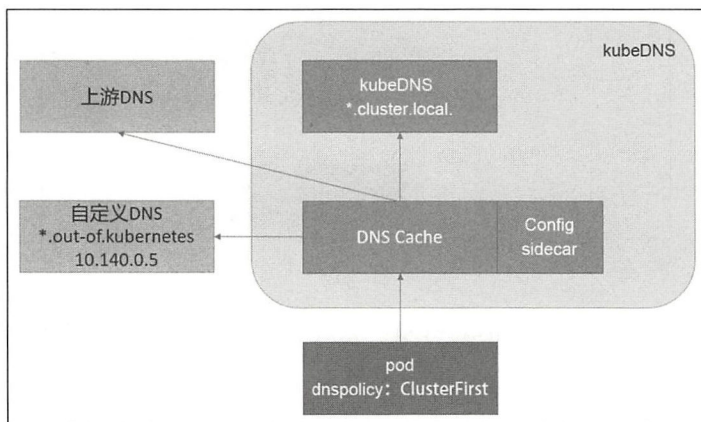 kubeDNS
上游DNS
kubeDNS
*.cluster.local.
自定义DNS
*.out-of.kubernetes
10.140.0.5
DNS Cache
Config
sidecar
pod
dnspolicy：ClusterFirst